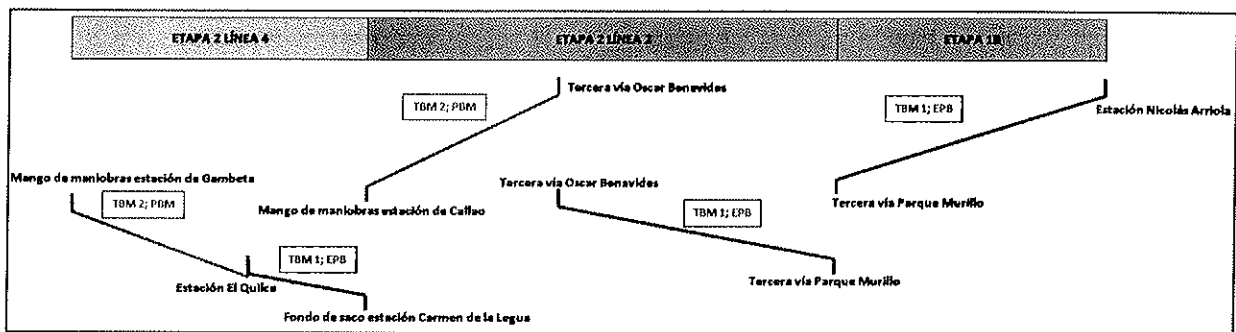 ETAPA 2 LÍNEA 4
ETAPA 2 LÍNEA 2
ETAPA 1B
Tercera vía Oscar Benavides
TBM 2; PBM
TBM 1; EPB
Estación Nicolás Arriola
Mango de maniobras estación de Gambeta
Tercera vía Oscar Benavides
TBM 2; PBM
Mango de maniobras estación de Callao
TBM 1; EPB
Tercera vía Parque Murillo
TBM 1; EPB
Estación El Quilca
Tercera vía Parque Murillo
Fondo de saco estación Carmen de la Legua